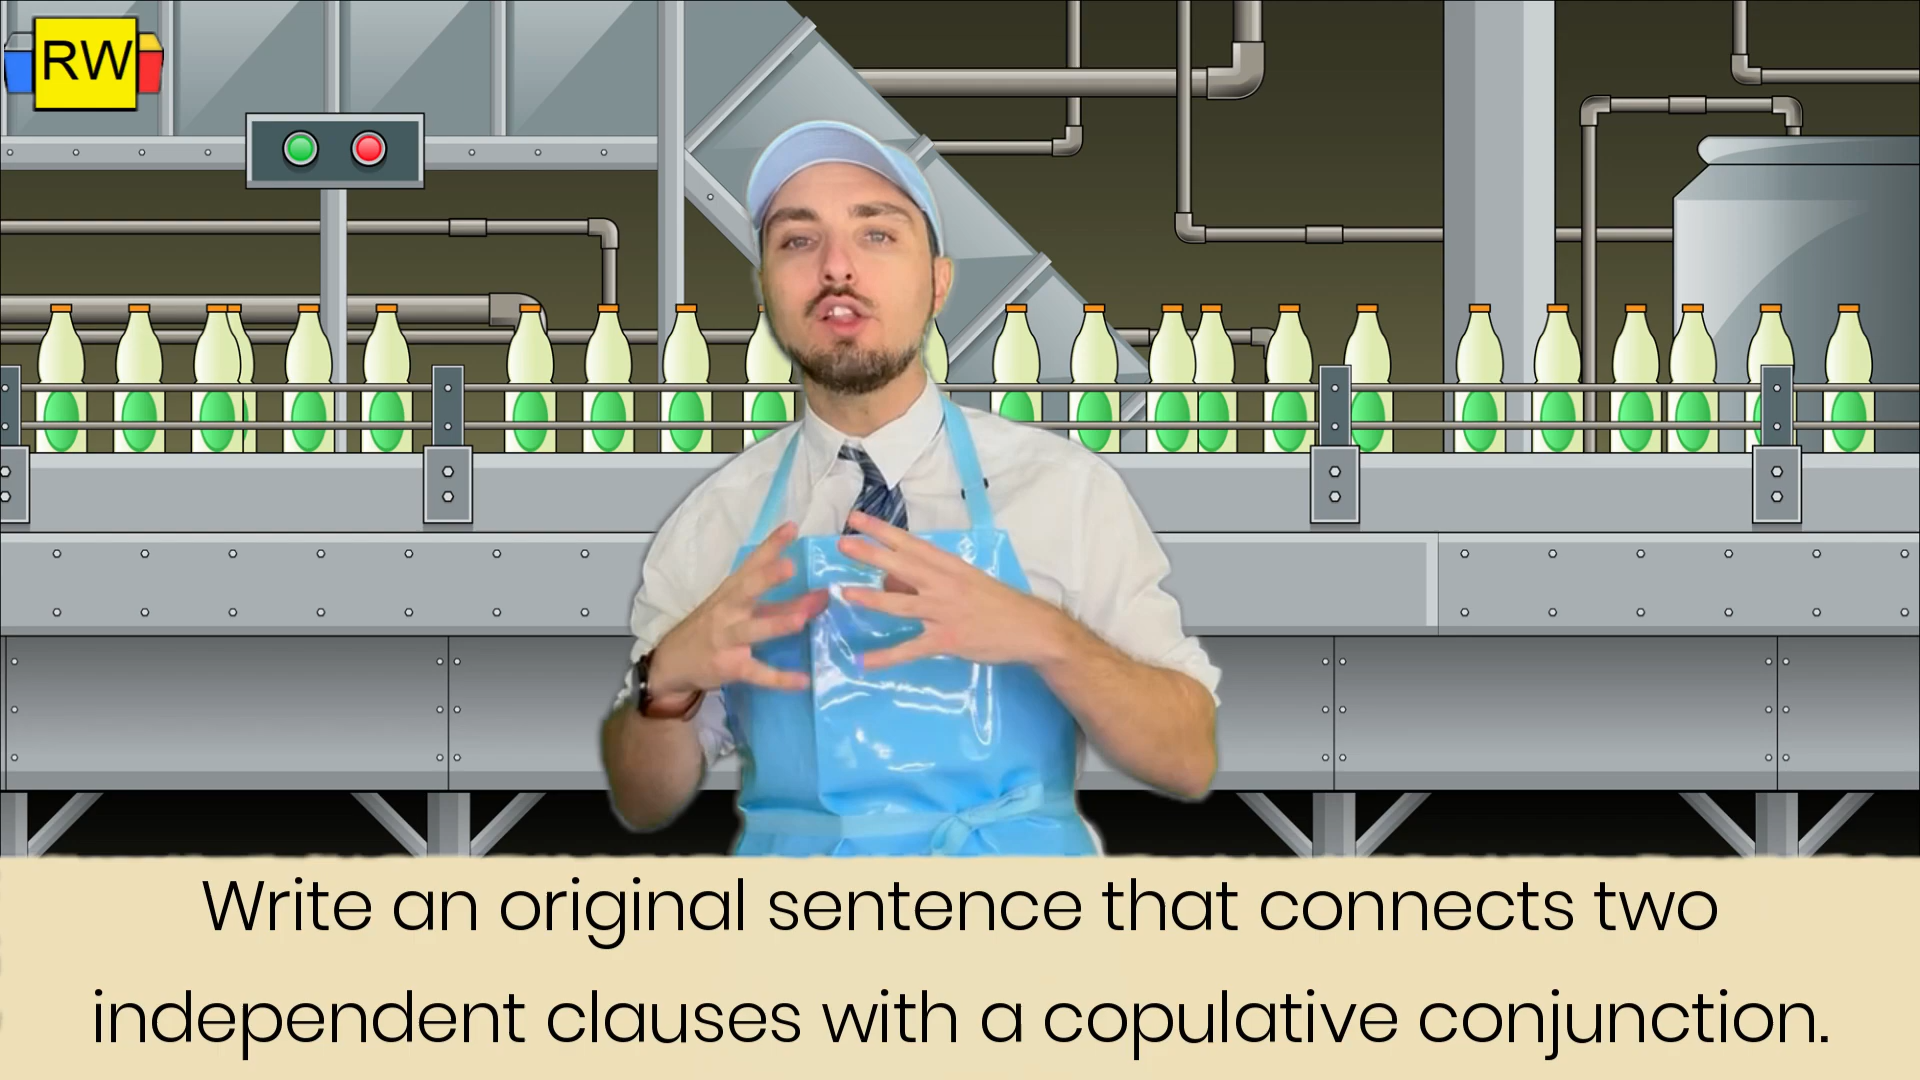 RW
Write an original sentence that connects two
independent clauses with a copulative conjunction.